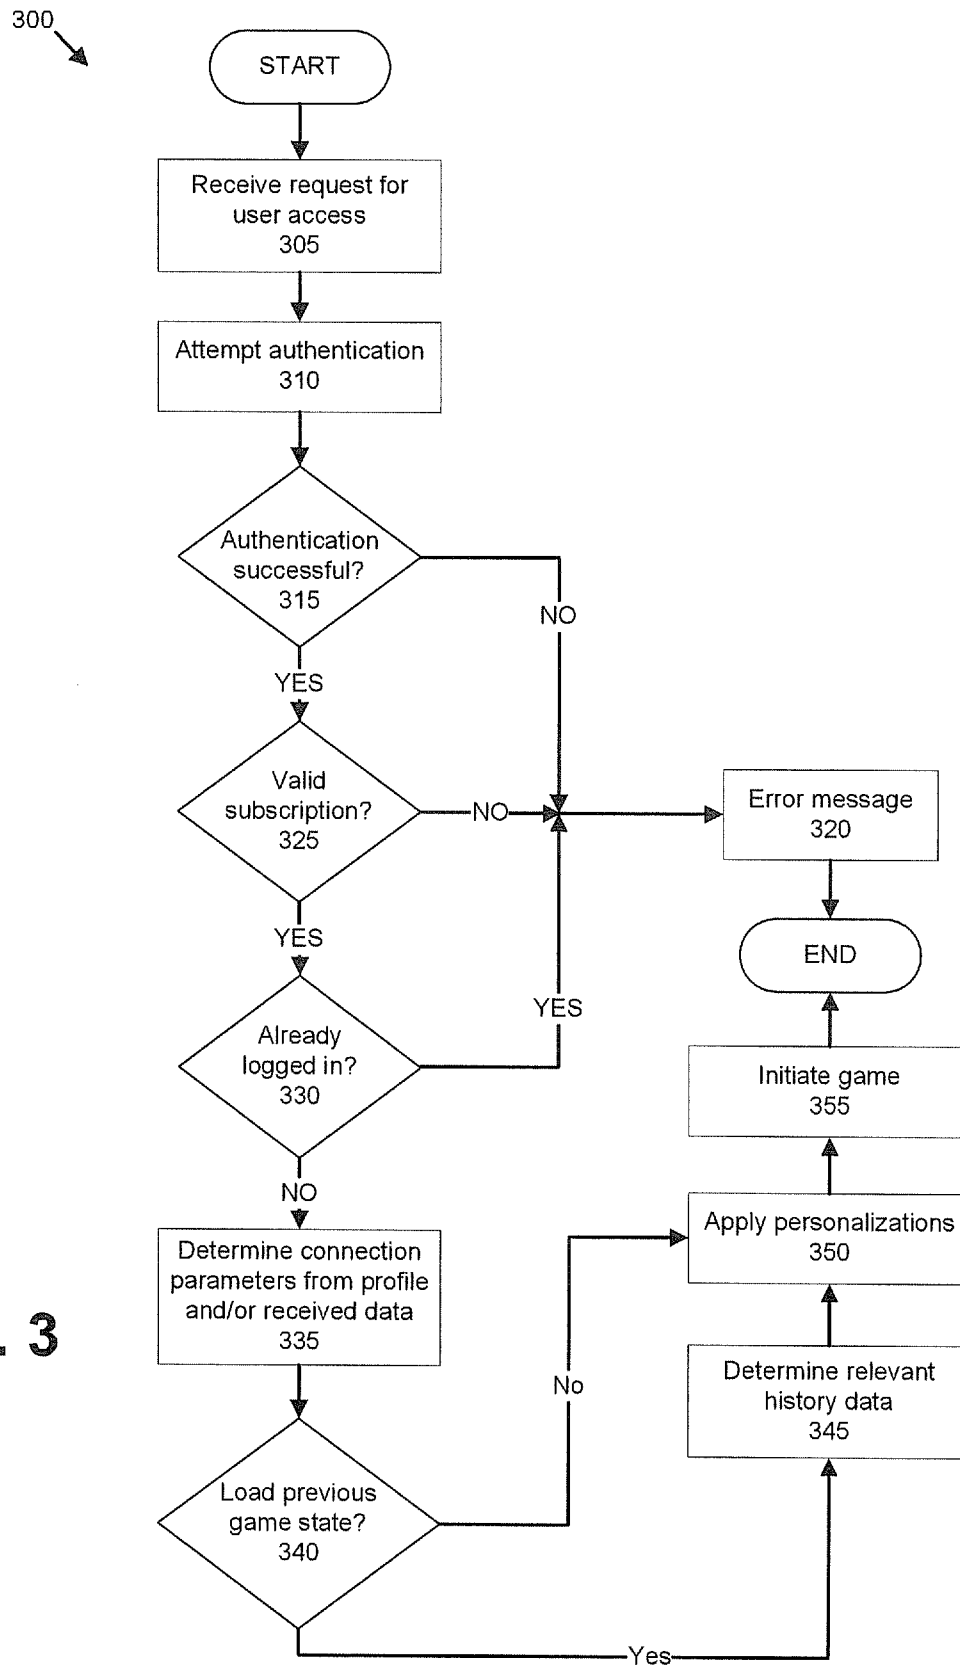 300
START
Receive request for
user access
305
Attempt authentication
310
Authentication
successful?
315
NO
YES
Valid
subscription?
325
NO
Error message
320
YES
END
Already
logged in?
330
YES
Initiate game
355
NO
Determine connection
parameters from profile
and/or received data
335
Apply personalizations
350
. 3
No
Determine relevant
history data
345
Load previous
game state?
340
Yes